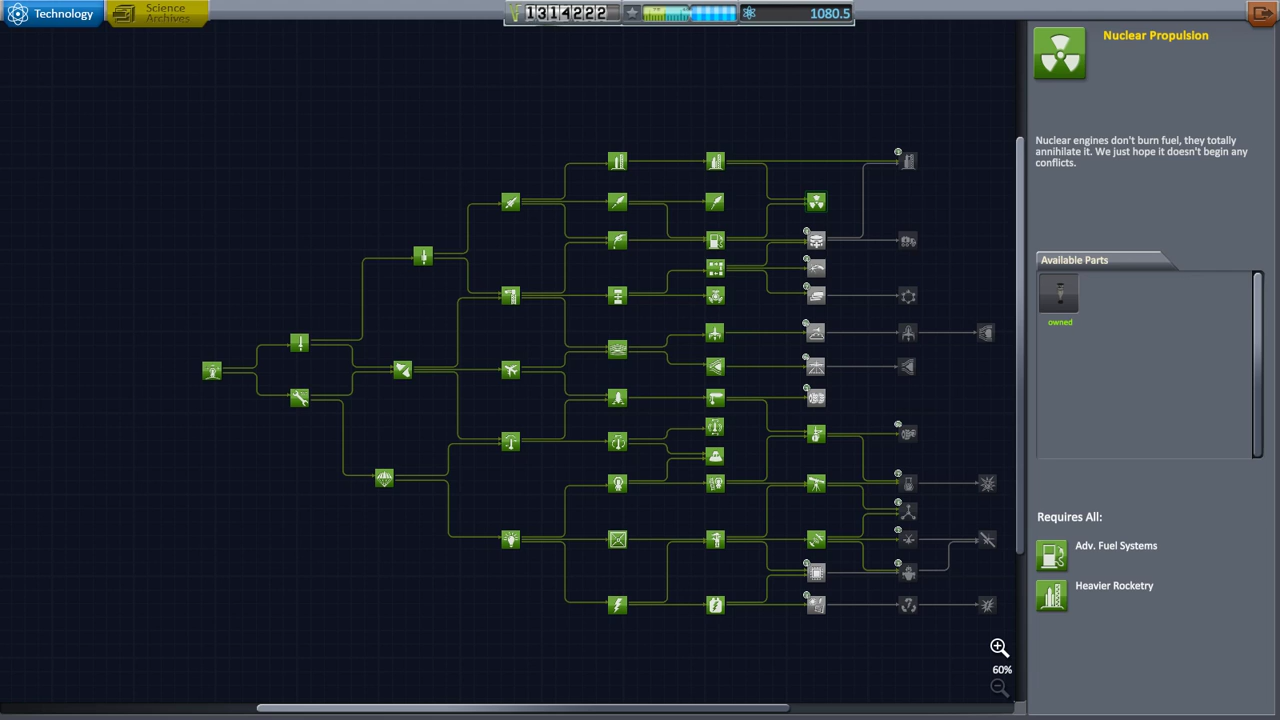 Technology
Science
Archives
1314222
1080.5
Nuclear Propulsion
Nuclear engines don't burn fuel, they totally
annihilate it. We just hope it doesn't begin any
conflicts.
Available Parts
owned
Requires All:
Adv. Fuel Systems
Heavier Rocketry
60%